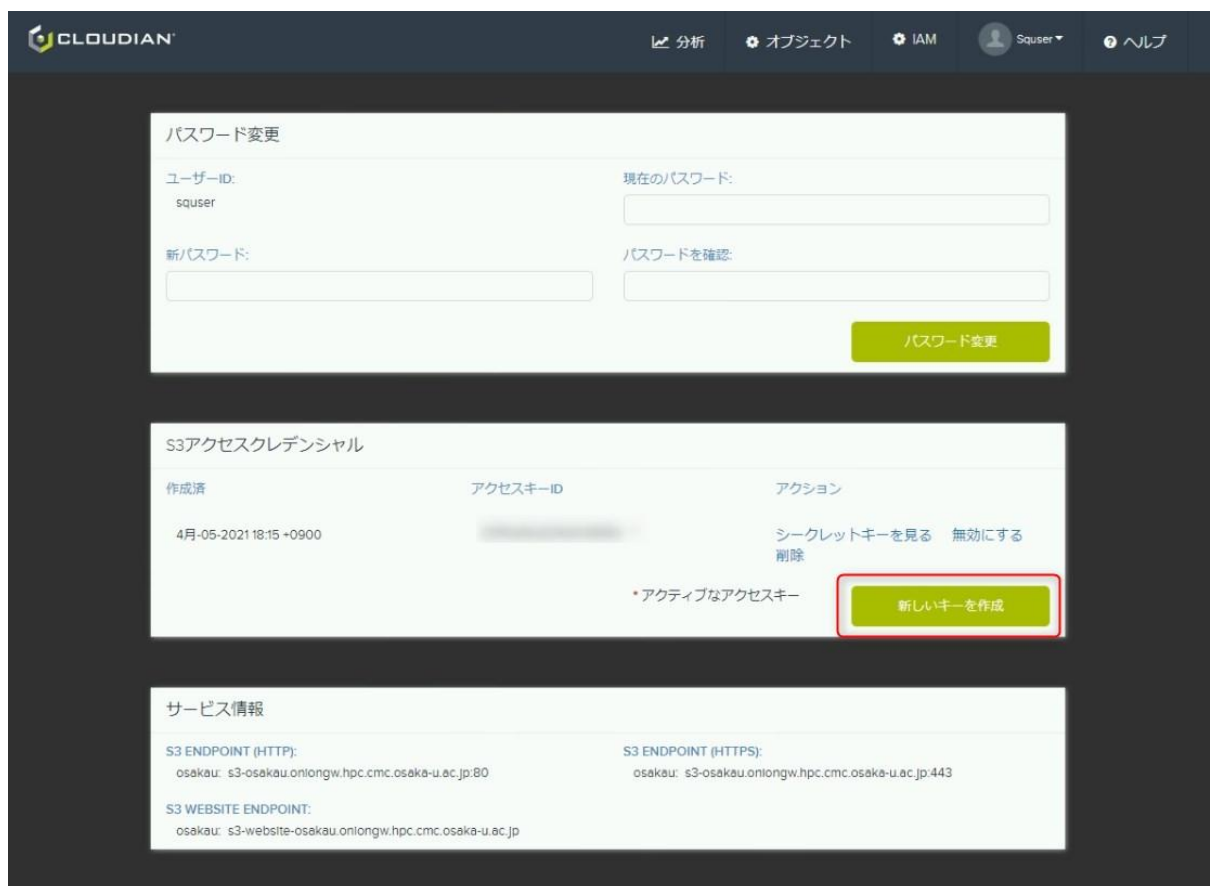 CLOUDIAN
分析
オブジェクト
IAM
Squser
ヘルプ
パスワード変更
ユーザーID:
squser
現在のパスワード:
新パスワード:
パスワードを確認:
パスワード変更
S3アクセスクレデンシャル
作成済
アクセスキーID
アクション
4月-05-2021 18:15 +0900
シークレットキーを見る 無効にする
削除
*アクティブなアクセスキー
新しいキーを作成
サービス情報
S3 ENDPOINT (HTTP):
osakau: s3-osakau.oniongw.hpc.cmc.osaka-u.ac.jp:80
S3 ENDPOINT (HTTPS):
osakau: s3-osakau.oniongw.hpc.cmc.osaka-u.ac.jp:443
S3 WEBSITE ENDPOINT:
osakau: s3-website-osakau.oniongw.hpc.cmc.osaka-u.ac.jp